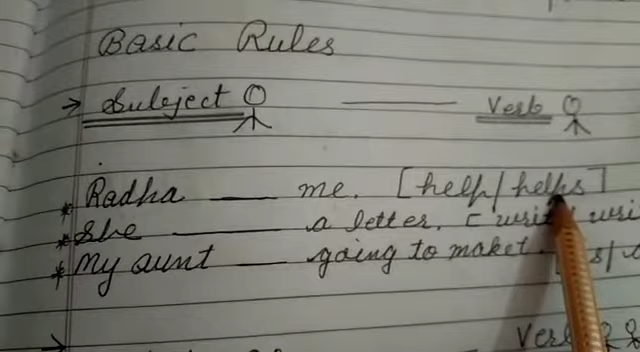 Basic Rules
→ Subject —— Verb
* Radha —— me. [help/helps]
* She —— a letter. [
* My aunt —— going to maket.
→ Verb